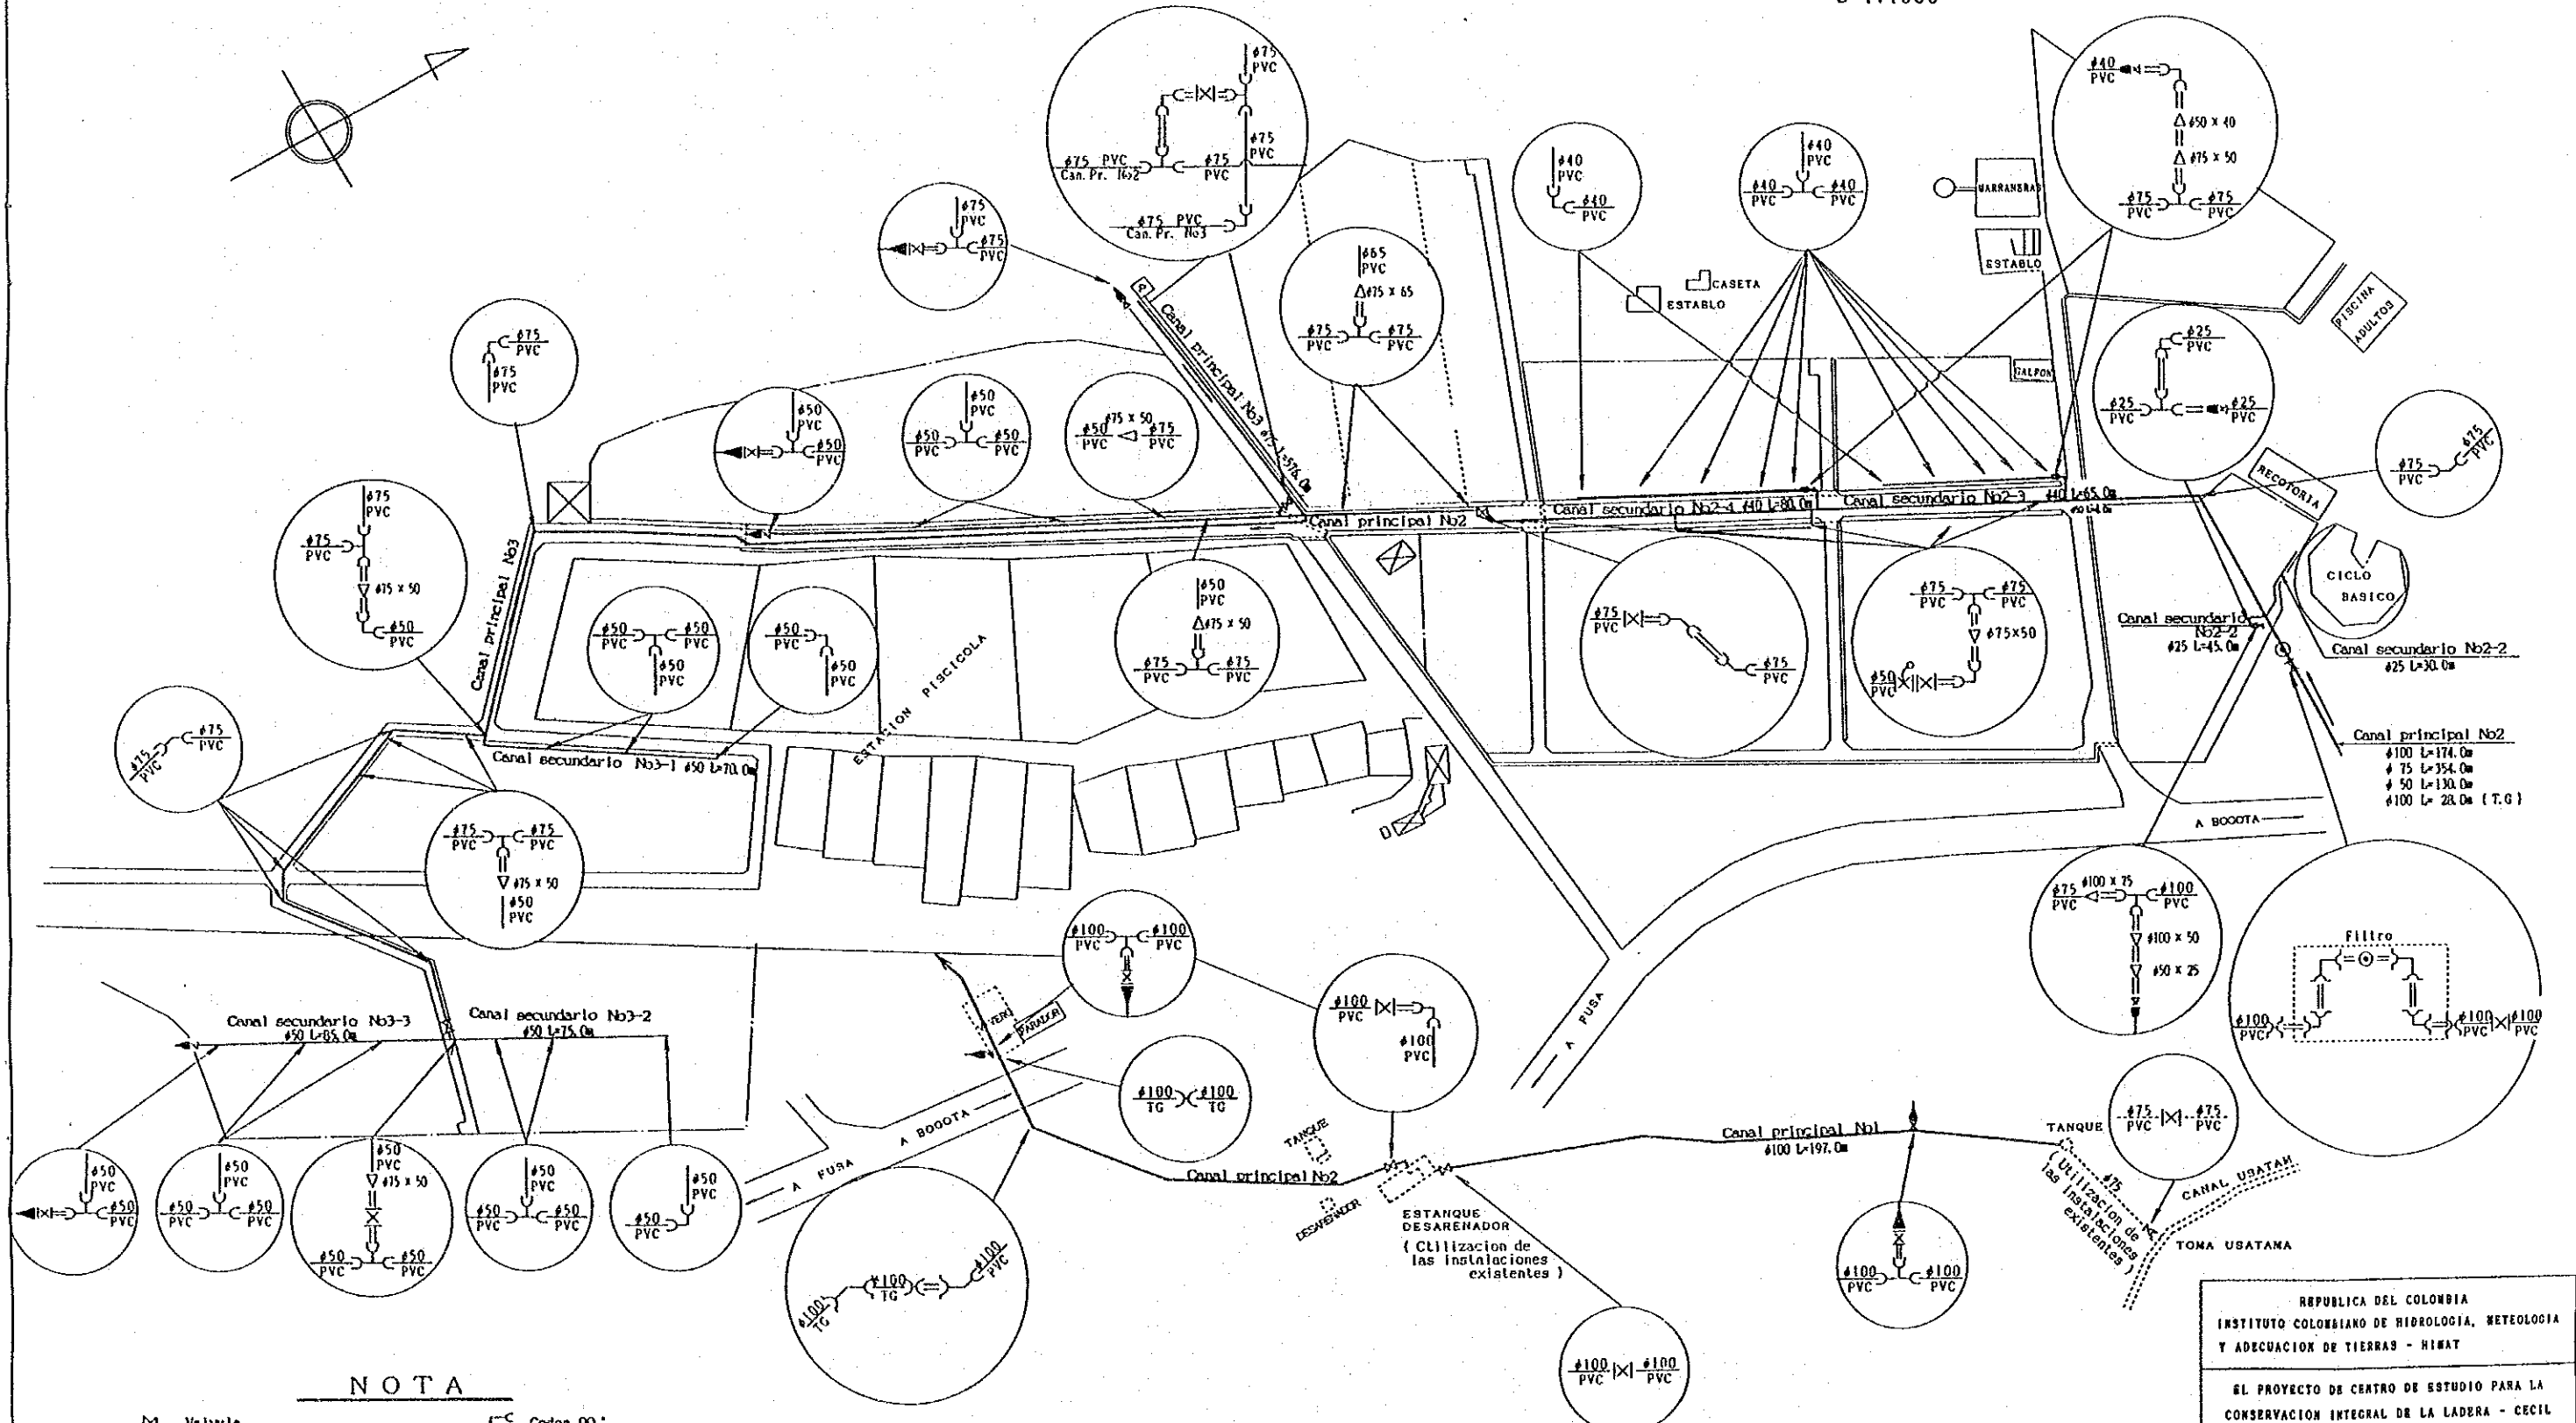 φ75
PVC
φ75
PVC
φ75 PVC
Can. Pr. No2
φ75
PVC
φ75 PVC
Can. Pr. No3
φ40
PVC
φ50 x 40
φ75 x 50
φ75
PVC
φ75
PVC
φ40
PVC
φ40
PVC
φ40
PVC
φ40
PVC
φ40
PVC
MARRANERAS
ESTABLO
φ75
PVC
φ75
PVC
φ65
PVC
φ75 x 65
φ75
PVC
φ75
PVC
CASETA
ESTABLO
PISCINA
ADULTOS
φ75
PVC
φ75
PVC
φ25
PVC
φ25
PVC
φ25
PVC
GALPON
φ50
PVC
φ50
PVC
φ50
PVC
φ50
PVC
φ50
PVC
φ75 x 50
φ50
PVC
φ75
PVC
Canal principal No3 φ75 L=576.0m
φ75
PVC
φ75
PVC
RECOTORIA
φ75
PVC
φ75
PVC
φ75 x 50
φ50
PVC
Canal principal No3
Canal principal No2
Canal secundario No2-4 φ40 L=80.0m
Canal secundario No2-3 φ40 L=65.0m
CICLO
BASICO
φ50
PVC
φ50
PVC
φ50
PVC
φ50
PVC
φ50
PVC
ESTACION PISCICOLA
φ50
PVC
φ75 x 50
φ75
PVC
φ75
PVC
φ75
PVC
φ75
PVC
φ75
PVC
φ75
PVC
φ75x50
φ50
PVC
Canal secundario
No2-2
φ25 L=45.0m
Canal secundario No2-2
φ25 L=30.0m
φ75
PVC
φ75
PVC
Canal secundario No3-1 φ50 L=70.0m
Canal principal No2
φ100 L=174.0m
φ 75 L=354.0m
φ 50 L=130.0m
φ100 L= 28.0m (T.G)
A BOGOTA
φ75
PVC
φ75
PVC
φ75 x 50
φ50
PVC
φ75
PVC
φ100 x 75
φ100
PVC
φ100 x 50
φ50 x 25
Filtro
φ100
PVC
φ100
PVC
φ100
PVC
φ100
PVC
φ100
PVC
PARADOR
φ100
PVC
φ100
PVC
A FUSA
Canal secundario No3-3
φ50 L=85.0m
Canal secundario No3-2
φ50 L=75.0m
φ100
TG
φ100
TG
A BOGOTA
A FUSA
TANQUE
DESARENADOR
Canal principal No2
Canal principal No1
φ100 L=197.0m
TANQUE
φ75
PVC
φ75
PVC
φ75
(Utilizacion de
las instalaciones
existentes)
CANAL USATAM
TOMA USATAMA
φ50
PVC
φ50
PVC
φ50
PVC
φ50
PVC
φ50
PVC
φ50
PVC
φ75 x 50
φ50
PVC
φ50
PVC
φ50
PVC
φ50
PVC
φ50
PVC
φ50
PVC
φ50
PVC
φ100
TG
φ100
TG
φ100
PVC
ESTANQUE
DESARENADOR
( Ctilizacion de
las instalaciones
existentes )
φ100
PVC
φ100
PVC
φ100
PVC
φ100
PVC
REPUBLICA DEL COLOMBIA
INSTITUTO COLOMBIANO DE HIDROLOGIA, METEOLOGIA
Y ADECUACION DE TIERRAS - HIMAT
EL PROYECTO DE CENTRO DE ESTUDIO PARA LA
CONSERVACION INTEGRAL DE LA LADERA - CECIL
NOTA
Valvula
Codon 90°